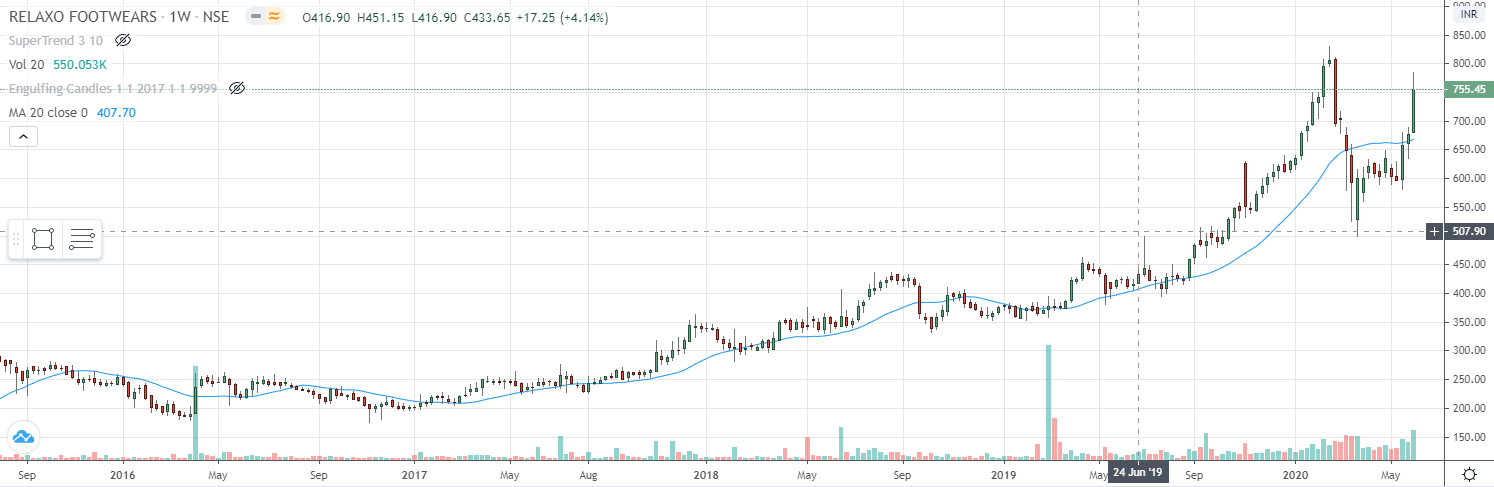 RELAXO FOOTWEARS · 1W · NSE O416.90 H451.15 L416.90 C433.65 +17.25 (+4.14%)
SuperTrend 3 10
Vol 20 550.053K
Engulfing Candles 1 1 2017 1 1 9999
MA 20 close 0 407.70
INR
900.00
850.00
800.00
755.45
700.00
650.00
600.00
550.00
507.90
450.00
400.00
350.00
300.00
250.00
200.00
150.00
Sep 2016 May Sep 2017 May Aug 2018 May Sep 2019 May 24 Jun '19 Sep 2020 May